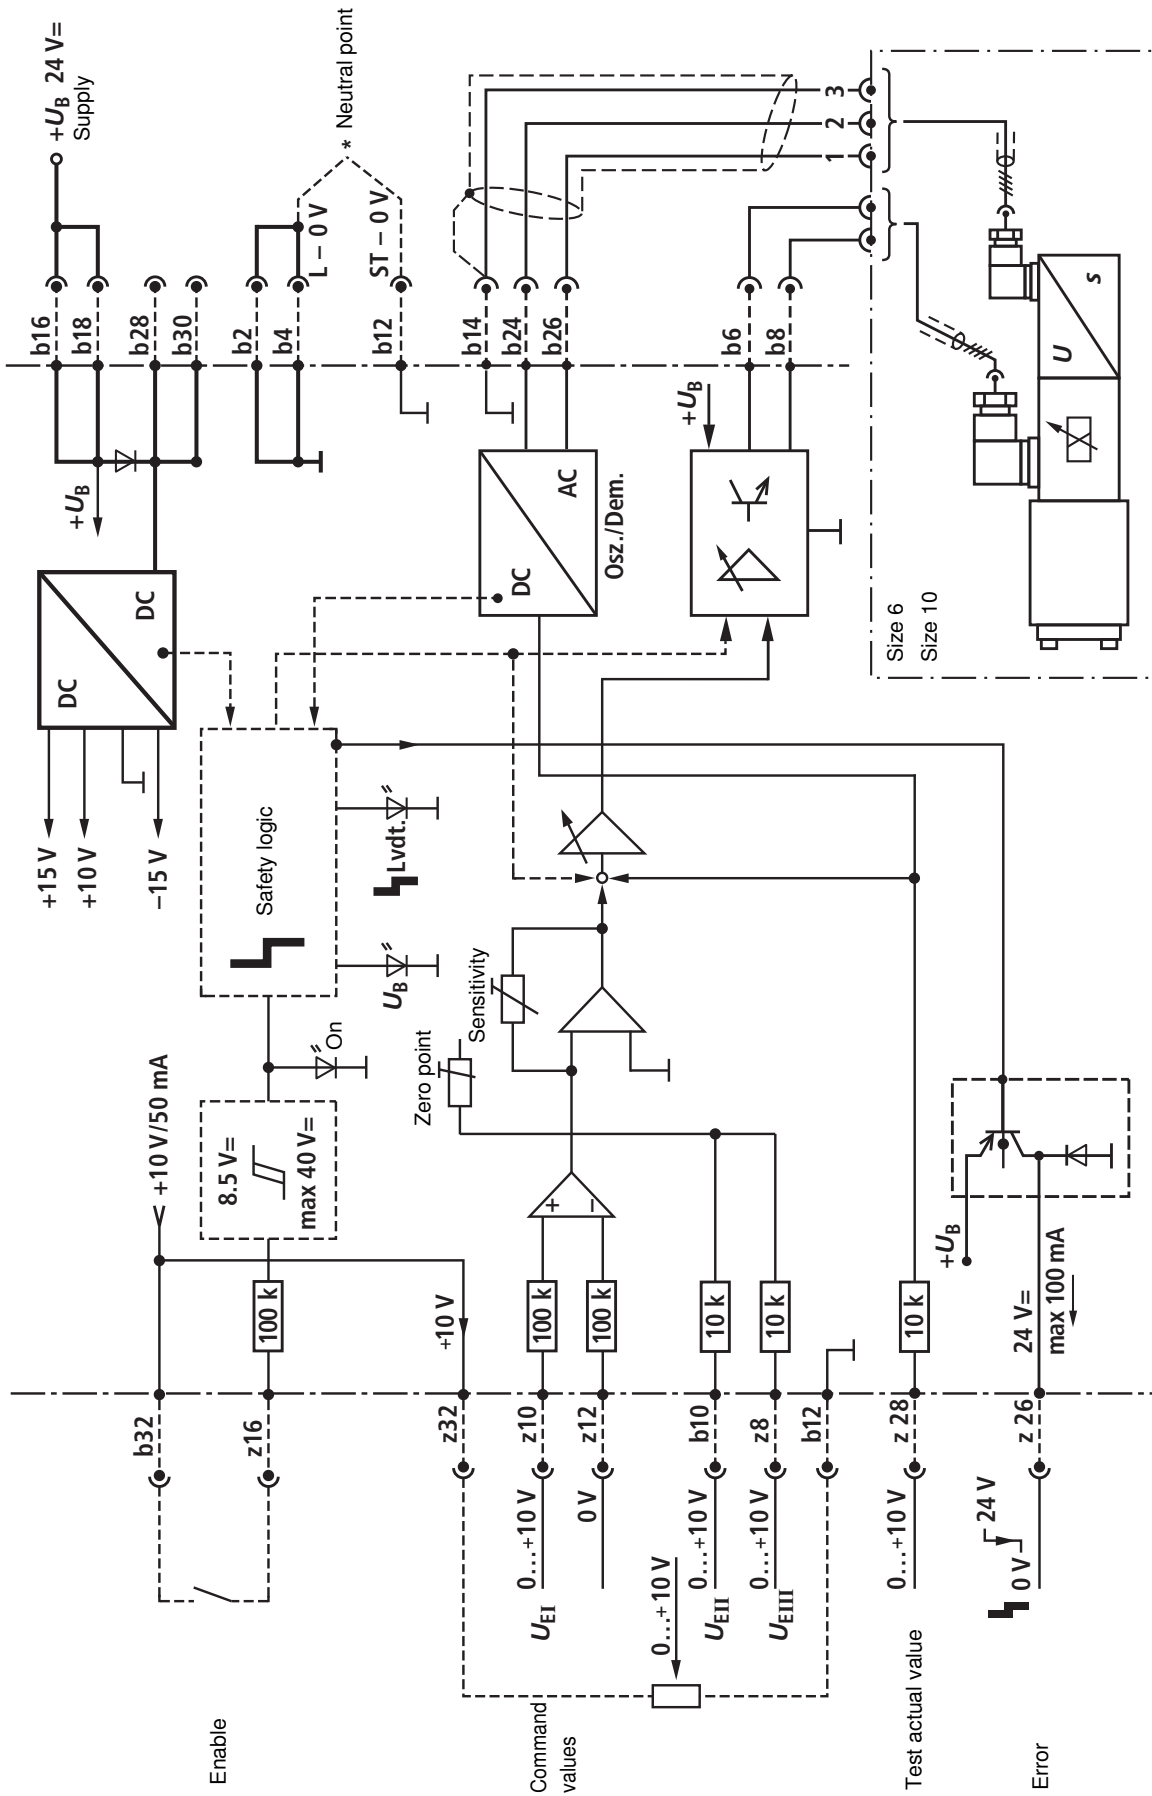 Enable
b32
z16
+10 V/50 mA
100 k
8.5 V=
max 40 V=
On
Safety logic
U_B
Lvdt.
+15 V
+10 V
–15 V
DC
DC
+U_B
b16
b18
b28
b30
b2
b4
b12
+U_B 24 V=
Supply
L – 0 V
ST – 0 V
* Neutral point
Command
values
z32
+10 V
z10
z12
U_EI
0...+10 V
0 V
100 k
100 k
+
–
0...+10 V
b10
z8
b12
U_EII
0...+10 V
U_EIII
0...+10 V
10 k
10 k
Zero point
Sensitivity
DC
AC
Osz./Dem.
b14
b24
b26
b6
b8
+U_B
1
2
3
Test actual value
0...+10 V
z 28
10 k
Error
0 V
24 V
z 26
24 V=
max 100 mA
+U_B
Size 6
Size 10
U
s